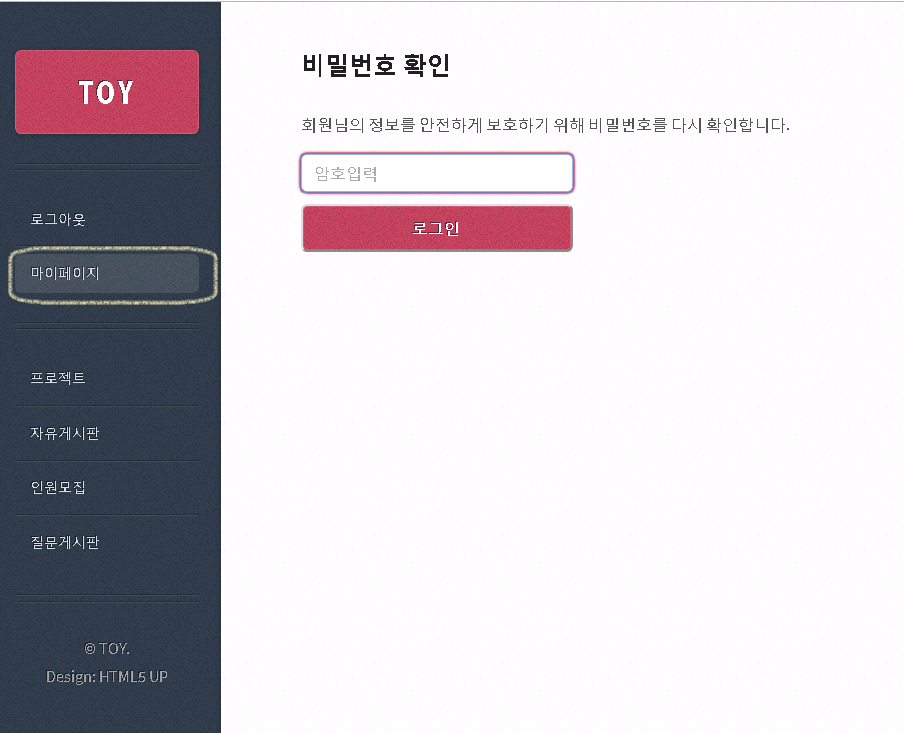 TOY
로그아웃
마이페이지
프로젝트
자유게시판
인원모집
질문게시판
© TOY.
Design: HTML5 UP
비밀번호 확인
회원님의 정보를 안전하게 보호하기 위해 비밀번호를 다시 확인합니다.
암호입력
로그인